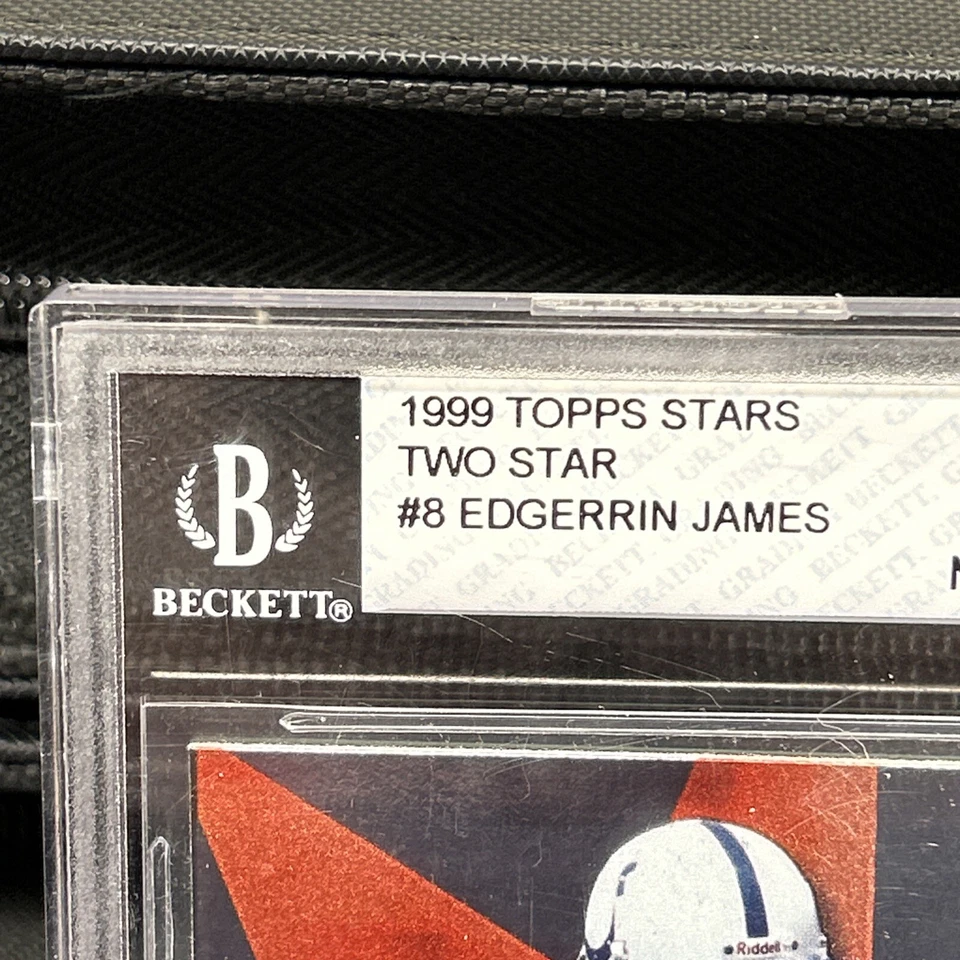 1999 TOPPS STARS
TWO STAR
#8 EDGERRIN JAMES
B
BECKETT®
Riddell